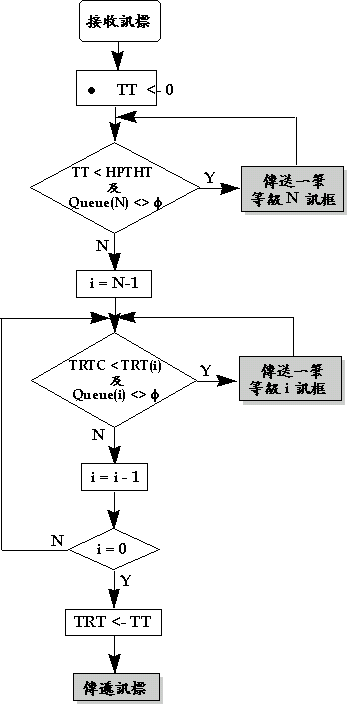 接收訊標
● TT <- 0
TT < HPTHT
及
Queue(N) <> ϕ
Y
傳送一筆
等級 N 訊框
N
i = N-1
TRTC < TRT(i)
及
Queue(i) <> ϕ
Y
傳送一筆
等級 i 訊框
N
i = i - 1
N
i = 0
Y
TRT <- TT
傳遞訊標